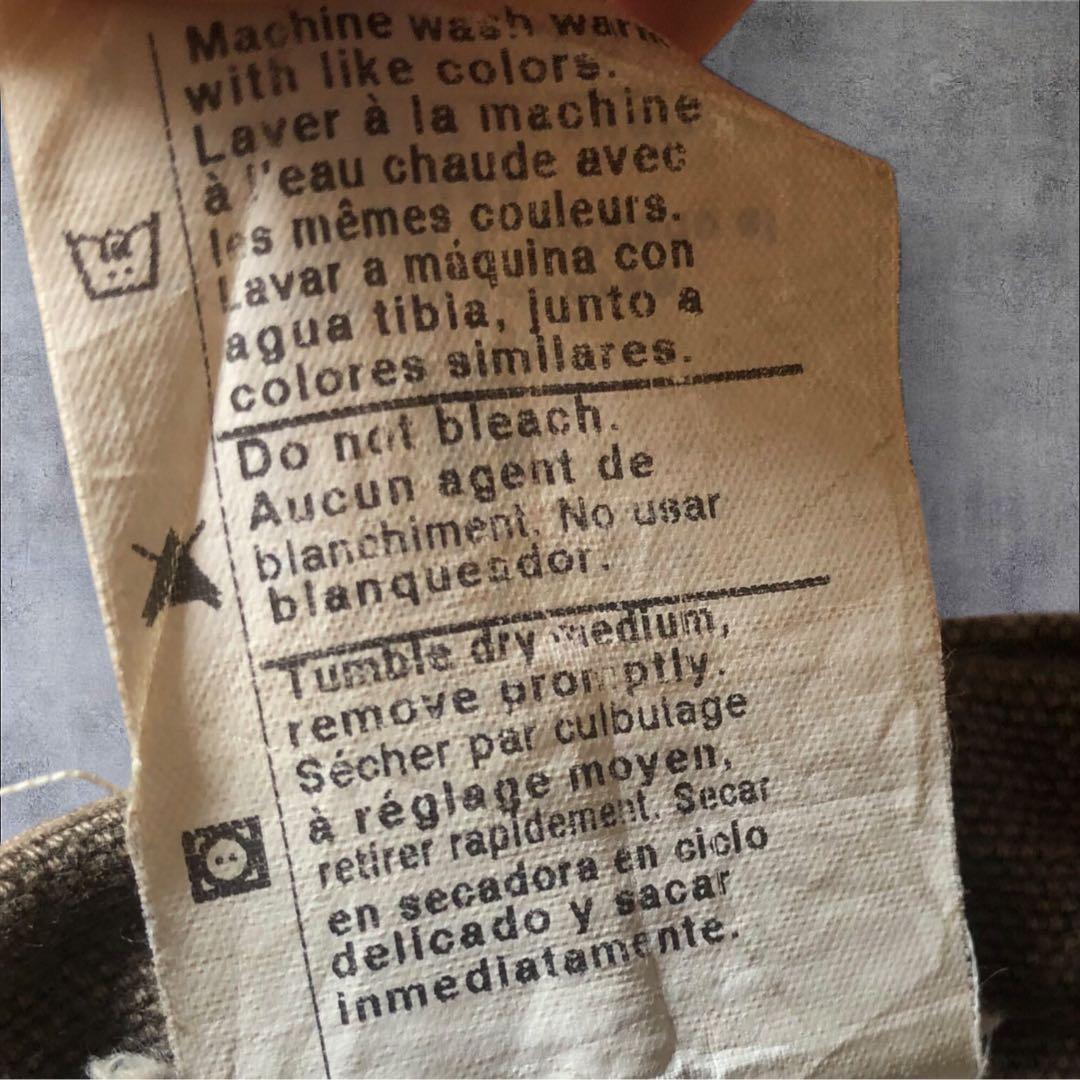 Machine wash warm
with like colors.
Laver à la machine
à l'eau chaude avec
les mêmes couleurs.
Lavar a máquina con
agua tibia, junto a
colores similares.
Do not bleach.
Aucun agent de
blanchiment. No usar
blanqueador.
Tumble dry medium,
remove promptly.
Sécher par culbutage
à réglage moyen,
retirer rapidement. Secar
en secadora en ciclo
delicado y sacar
inmediatamente.